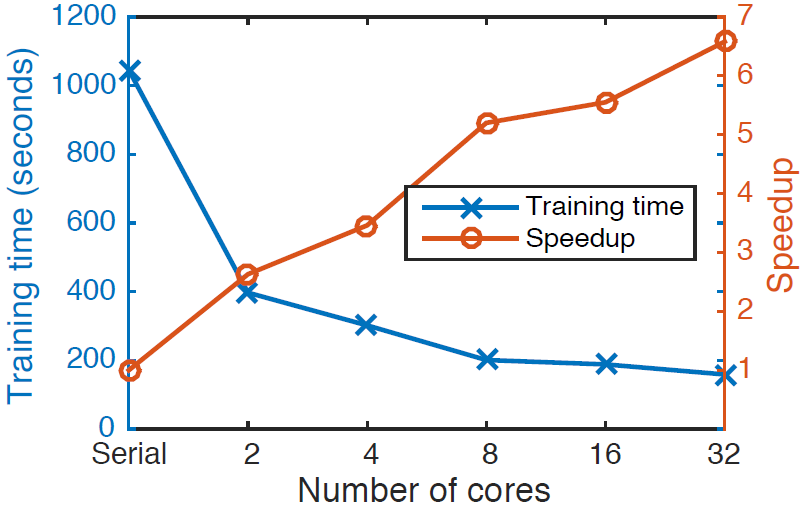 1200
1000
800
600
400
200
0
Training time (seconds)
7
6
5
4
3
2
1
Speedup
Training time
Speedup
Serial 2 4 8 16 32
Number of cores